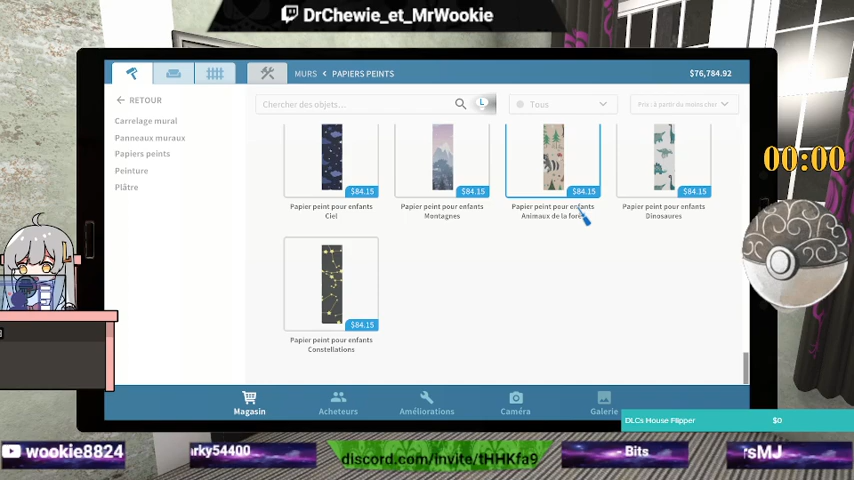 DrChewie_et_MrWookie
MURS < PAPIERS PEINTS
$76,784.92
RETOUR
Chercher des objets...
L
Tous
Prix : à partir du moins cher
Carrelage mural
Panneaux muraux
Papiers peints
Peinture
Plâtre
$84.15
$84.15
$84.15
$84.15
Papier peint pour enfants
Ciel
Papier peint pour enfants
Montagnes
Papier peint pour enfants
Animaux de la forêt
Papier peint pour enfants
Dinosaures
$84.15
Papier peint pour enfants
Constellations
00:00
Magasin
Acheteurs
Améliorations
Caméra
Galerie
DLCs House Flipper
$0
wookie8824
arky54400
discord.com/invite/tHHKfa9
- Bits
rsMJ